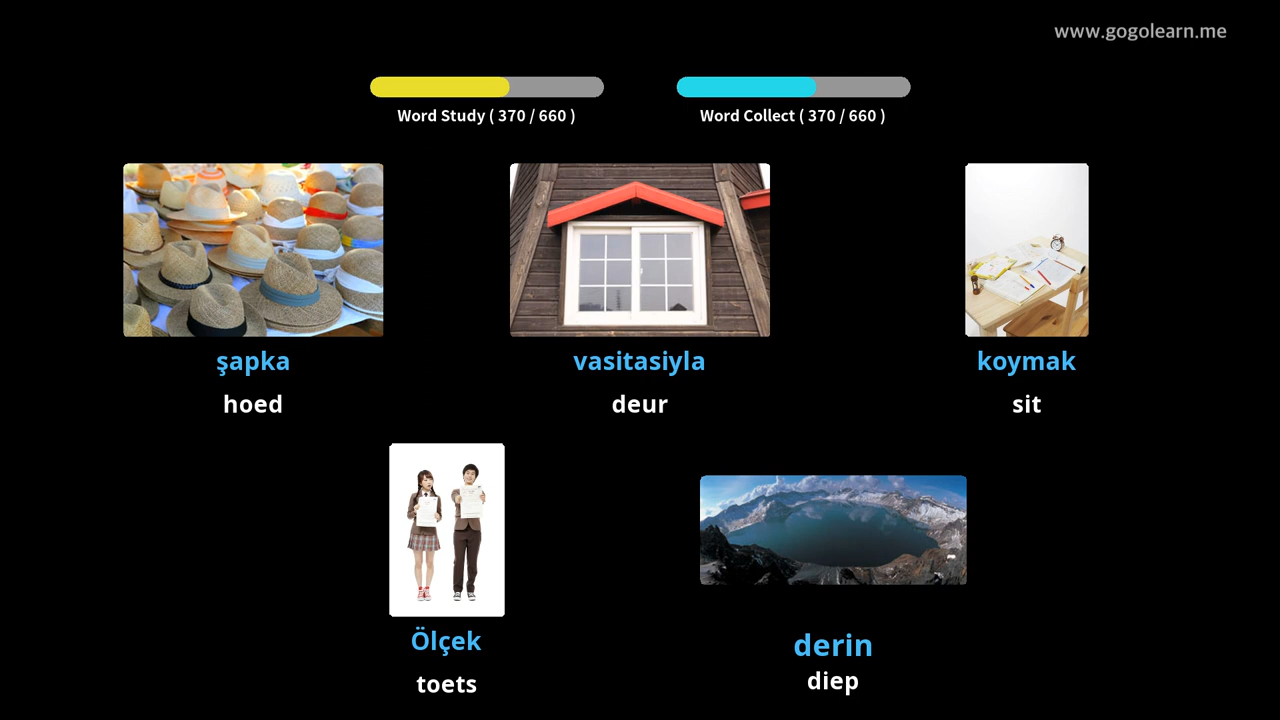 www.gogolearn.me
Word Study ( 370 / 660 )
Word Collect ( 370 / 660 )
şapka
hoed
vasitasiyla
deur
koymak
sit
Ölçek
toets
derin
diep